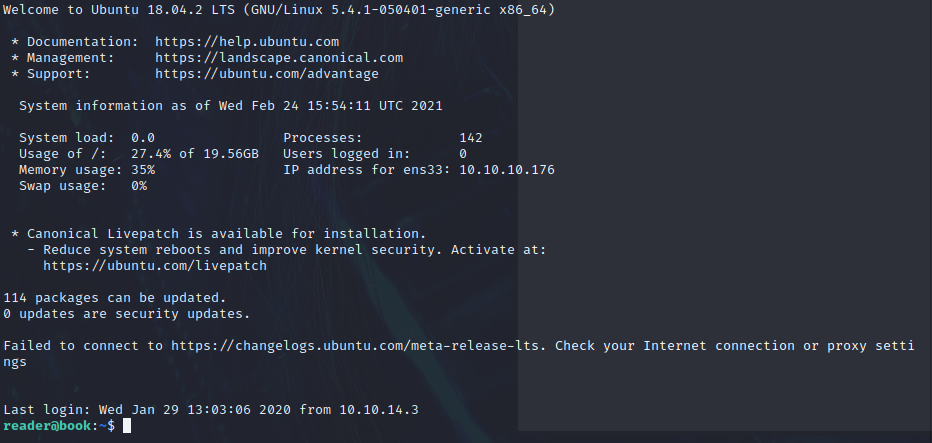 Welcome to Ubuntu 18.04.2 LTS (GNU/Linux 5.4.1-050401-generic x86_64)
* Documentation:  https://help.ubuntu.com
* Management:     https://landscape.canonical.com
* Support:        https://ubuntu.com/advantage
System information as of Wed Feb 24 15:54:11 UTC 2021
System load:  0.0                Processes:            142
Usage of /:   27.4% of 19.56GB   Users logged in:      0
Memory usage: 35%                IP address for ens33: 10.10.10.176
Swap usage:   0%
* Canonical Livepatch is available for installation.
- Reduce system reboots and improve kernel security. Activate at:
https://ubuntu.com/livepatch
114 packages can be updated.
0 updates are security updates.
Failed to connect to https://changelogs.ubuntu.com/meta-release-lts. Check your Internet connection or proxy setti
ngs
Last login: Wed Jan 29 13:03:06 2020 from 10.10.14.3
reader@book:~$